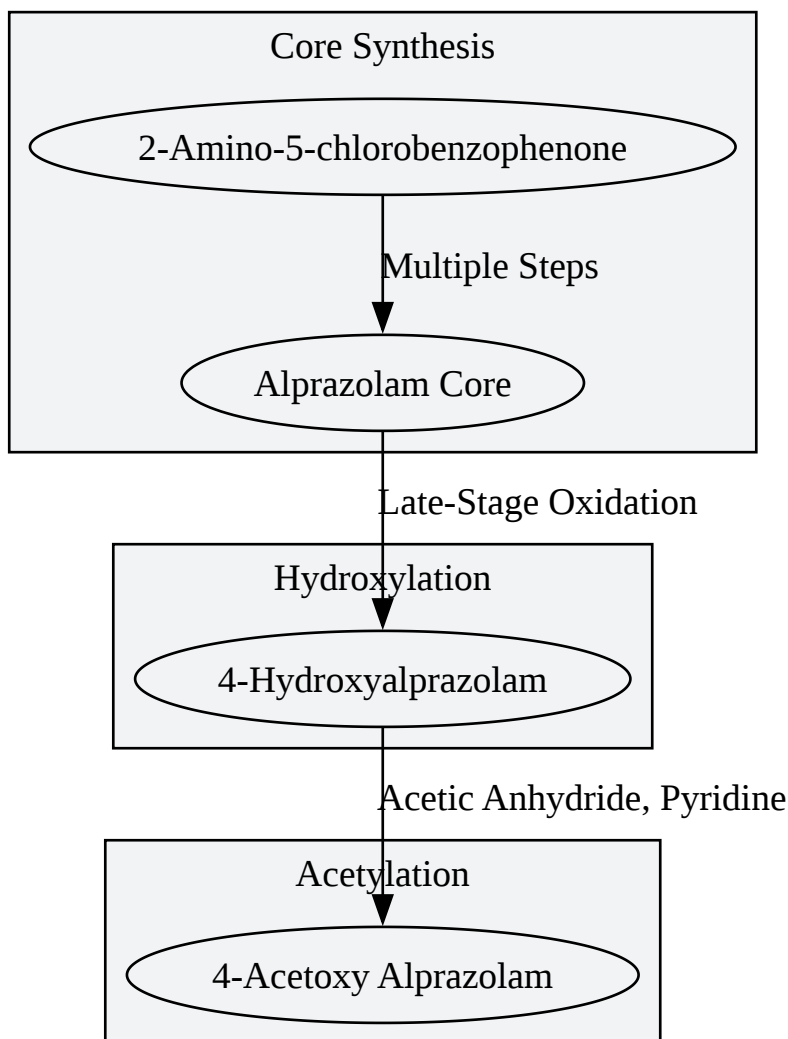 Core Synthesis
2-Amino-5-chlorobenzophenone
Multiple Steps
Alprazolam Core
Late-Stage Oxidation
Hydroxylation
4-Hydroxyalprazolam
Acetic Anhydride, Pyridine
Acetylation
4-Acetoxy Alprazolam